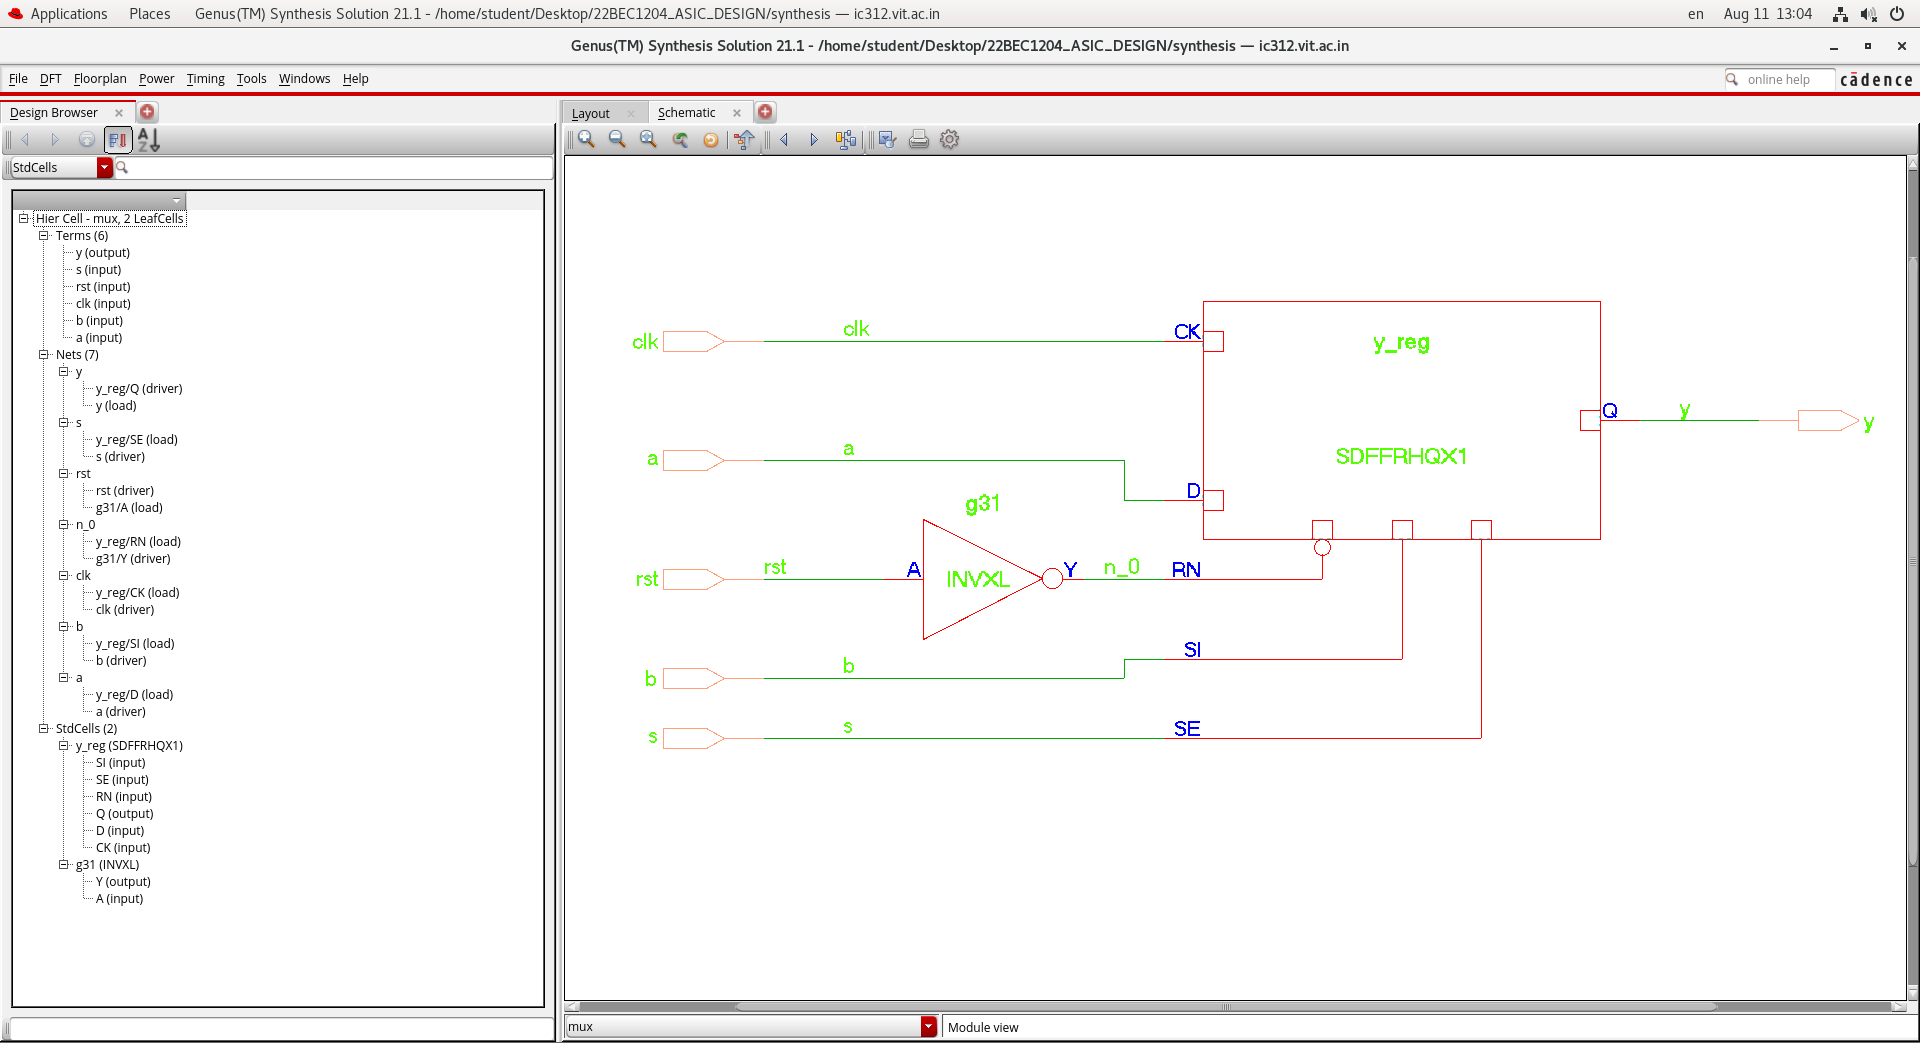 Applications Places Genus(TM) Synthesis Solution 21.1 - /home/student/Desktop/22BEC1204_ASIC_DESIGN/synthesis — ic312.vit.ac.in en Aug 11 13:04
Genus(TM) Synthesis Solution 21.1 - /home/student/Desktop/22BEC1204_ASIC_DESIGN/synthesis — ic312.vit.ac.in
File DFT Floorplan Power Timing Tools Windows Help online help cādence
Design Browser
StdCells
Hier Cell - mux, 2 LeafCells
Terms (6)
y (output)
s (input)
rst (input)
clk (input)
b (input)
a (input)
Nets (7)
y
y_reg/Q (driver)
y (load)
s
y_reg/SE (load)
s (driver)
rst
rst (driver)
g31/A (load)
n_0
y_reg/RN (load)
g31/Y (driver)
clk
y_reg/CK (load)
clk (driver)
b
y_reg/SI (load)
b (driver)
a
y_reg/D (load)
a (driver)
StdCells (2)
y_reg (SDFFRHQX1)
SI (input)
SE (input)
RN (input)
Q (output)
D (input)
CK (input)
g31 (INVXL)
Y (output)
A (input)
Layout Schematic
clk clk CK y_reg
Q y y
a a SDFFRHQX1
D
g31
rst rst A INVXL Y n_0 RN
b b SI
s s SE
mux Module view